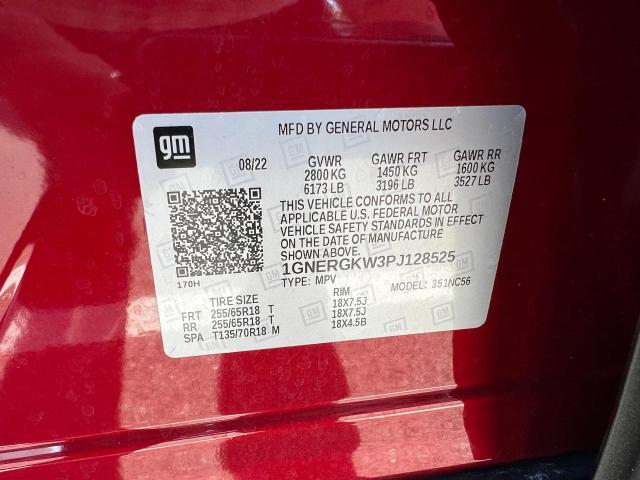 MFD BY GENERAL MOTORS LLC
gm
08/22 GVWR GAWR FRT GAWR RR
2800 KG 1450 KG 1600 KG
6173 LB 3196 LB 3527 LB
THIS VEHICLE CONFORMS TO ALL
APPLICABLE U.S. FEDERAL MOTOR
VEHICLE SAFETY STANDARDS IN EFFECT
ON THE DATE OF MANUFACTURE
SHOWN ABOVE.
1GNERGKW3PJ128525
170H TYPE: MPV MODEL: 351NC56
TIRE SIZE RIM
FRT 255/65R18 T 18X7.5J
RR 255/65R18 T 18X7.5J
SPA T135/70R18 M 18X4.5B